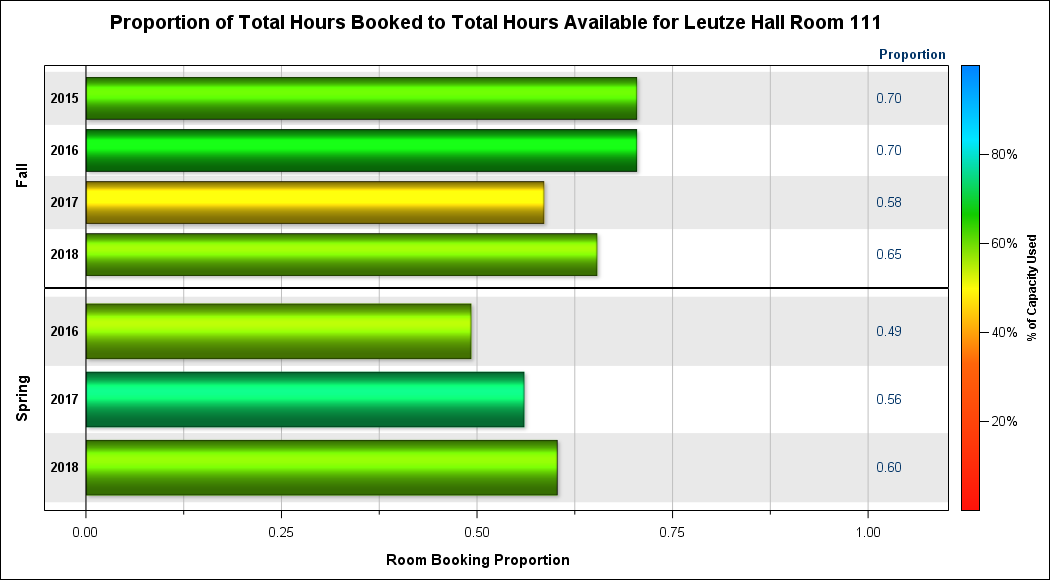 Proportion of Total Hours Booked to Total Hours Available for Leutze Hall Room 111
Proportion
Fall
2015 0.70
2016 0.70
2017 0.58
2018 0.65
Spring
2016 0.49
2017 0.56
2018 0.60
0.00 0.25 0.50 0.75 1.00
Room Booking Proportion
80%
60%
40%
20%
% of Capacity Used